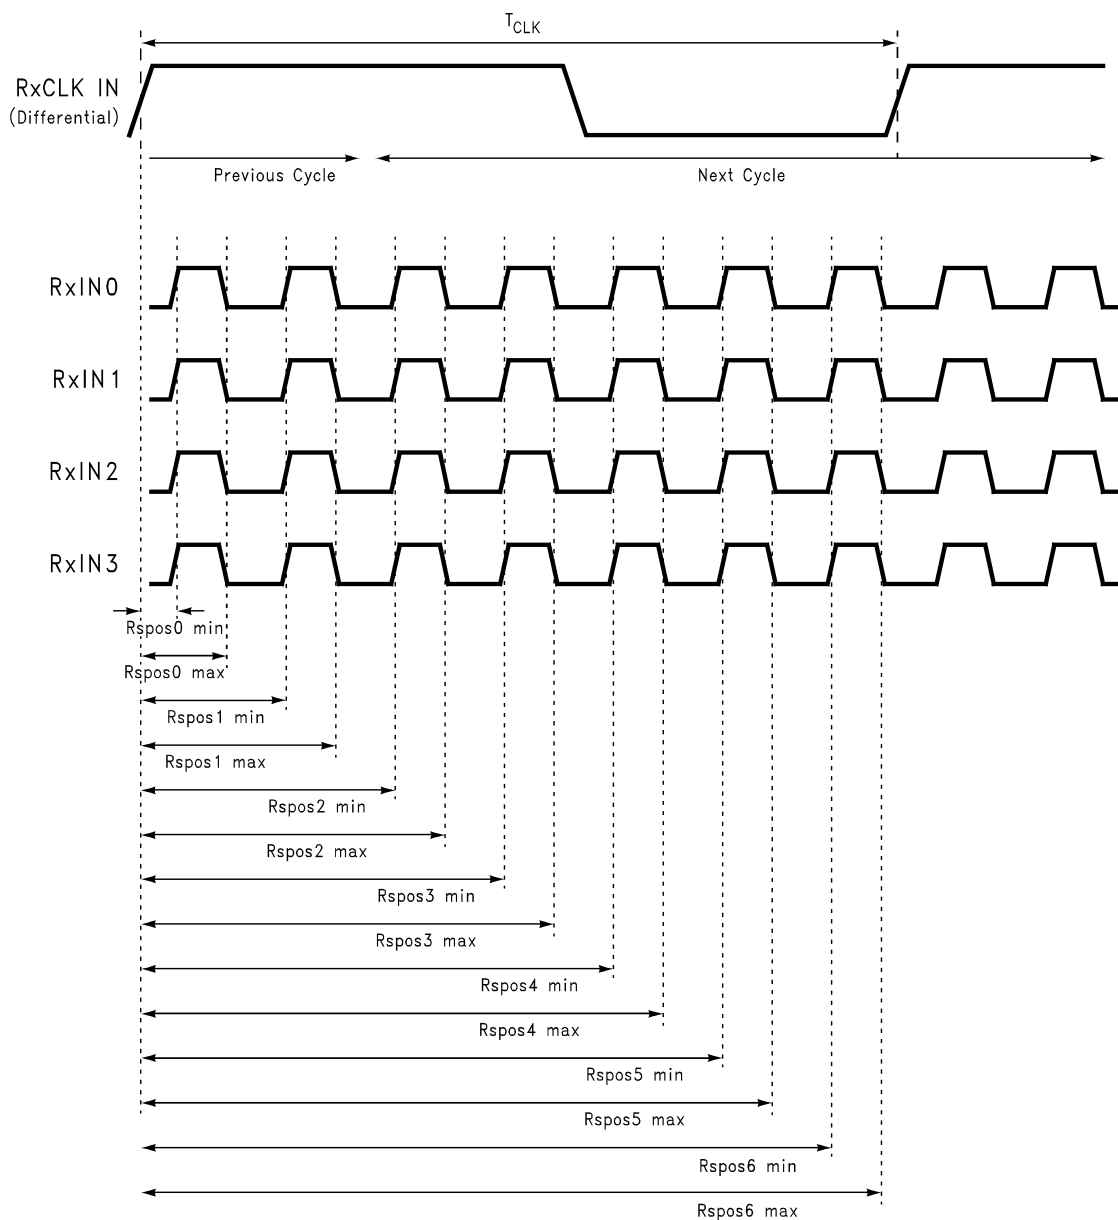 TCLK
RxCLK IN
(Differential)
Previous Cycle
Next Cycle
RxIN0
RxIN1
RxIN2
RxIN3
Rspos0 min
Rspos0 max
Rspos1 min
Rspos1 max
Rspos2 min
Rspos2 max
Rspos3 min
Rspos3 max
Rspos4 min
Rspos4 max
Rspos5 min
Rspos5 max
Rspos6 min
Rspos6 max